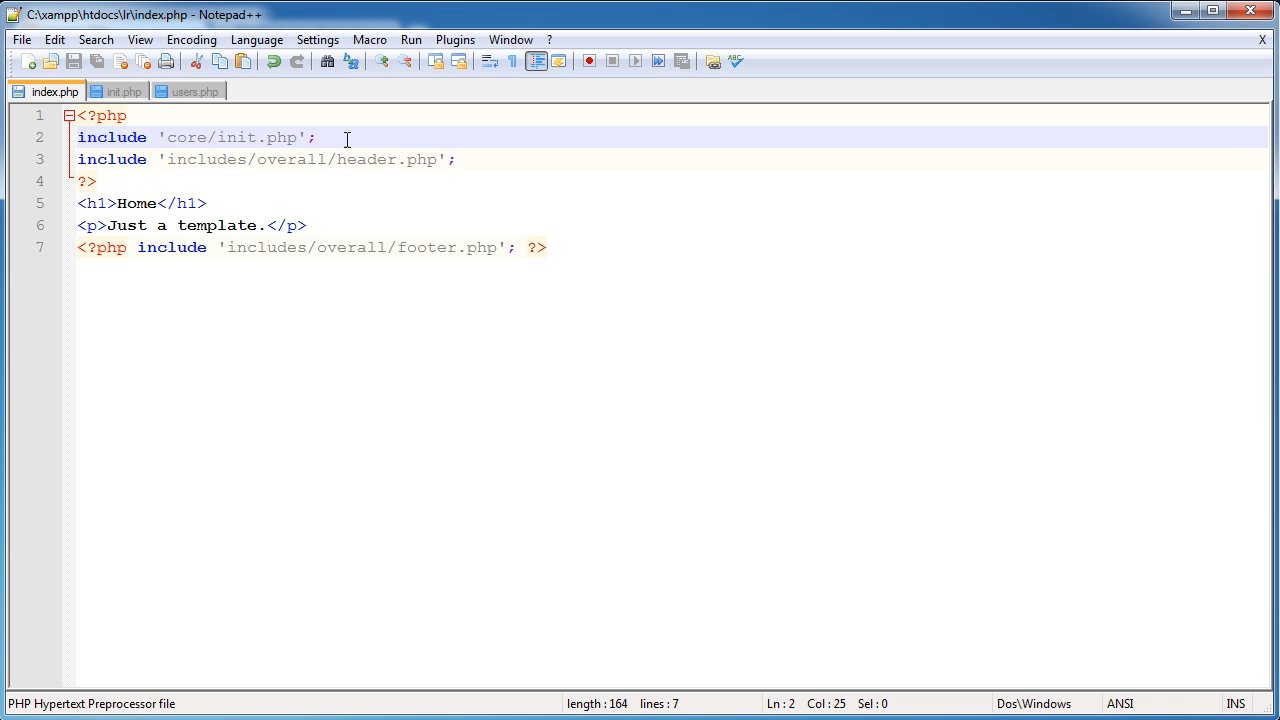 C:\xampp\htdocs\lr\index.php - Notepad++
File Edit Search View Encoding Language Settings Macro Run Plugins Window ? X
index.php init.php users.php
1 <?php
2 include 'core/init.php';
3 include 'includes/overall/header.php';
4 ?>
5 <h1>Home</h1>
6 <p>Just a template.</p>
7 <?php include 'includes/overall/footer.php'; ?>
PHP Hypertext Preprocessor file length : 164 lines : 7 Ln : 2 Col : 25 Sel : 0 Dos\Windows ANSI INS